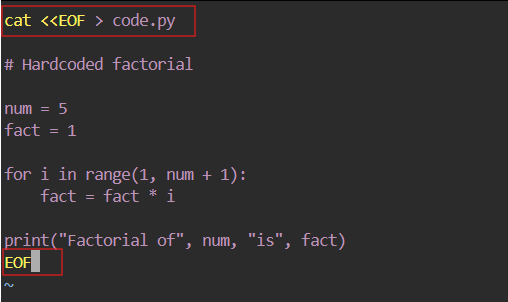 cat <<EOF > code.py
# Hardcoded factorial
num = 5
fact = 1
for i in range(1, num + 1):
    fact = fact * i
print("Factorial of", num, "is", fact)
EOF
~